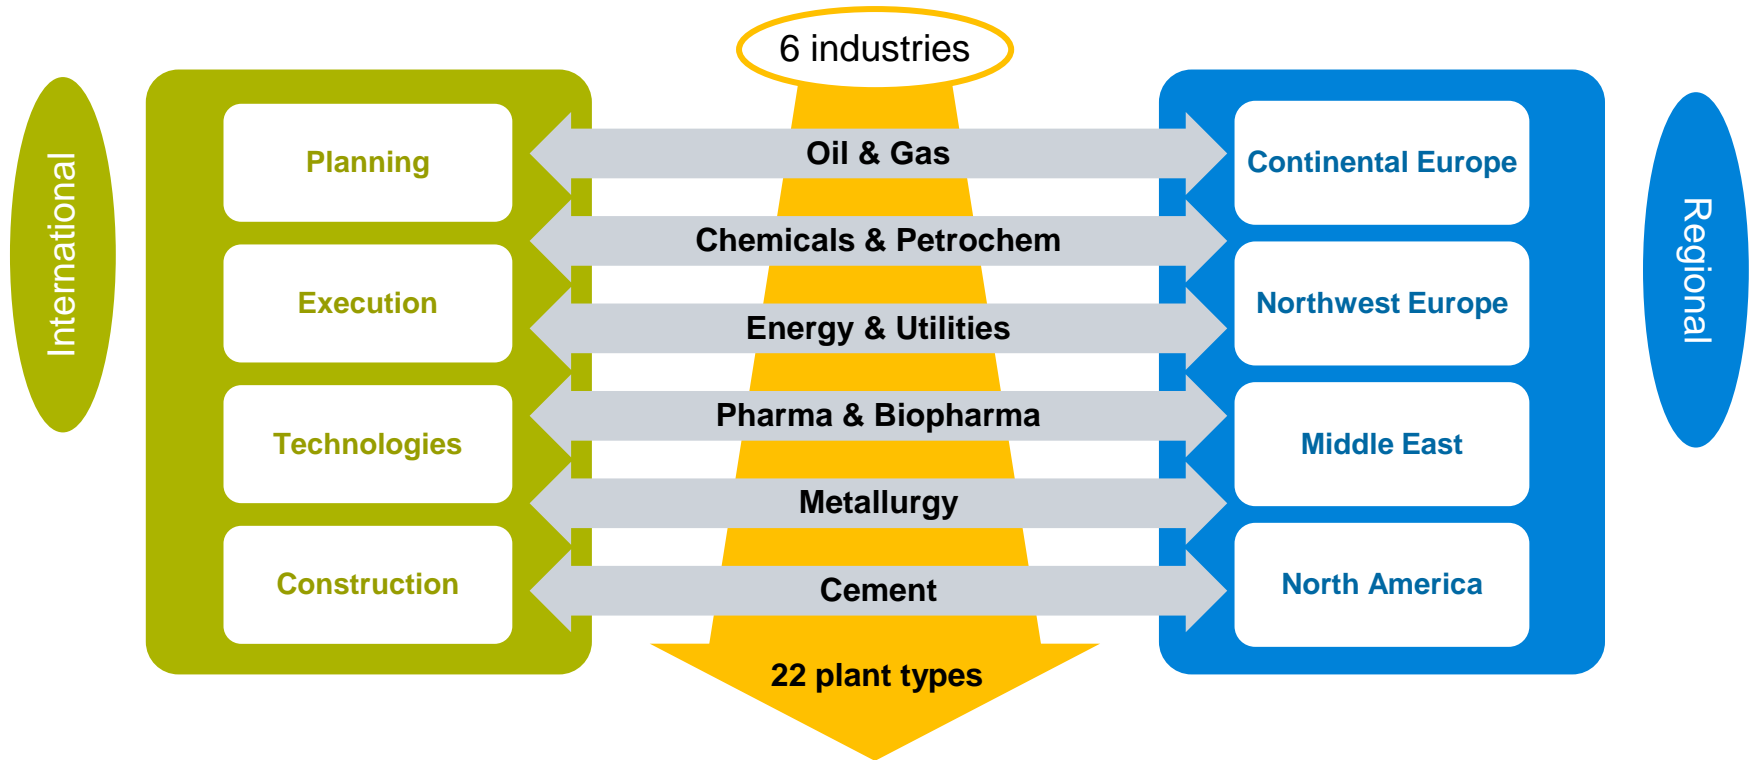 6 industries
International
Planning
Execution
Technologies
Construction
Oil & Gas
Chemicals & Petrochem
Energy & Utilities
Pharma & Biopharma
Metallurgy
Cement
22 plant types
Continental Europe
Northwest Europe
Middle East
North America
Regional